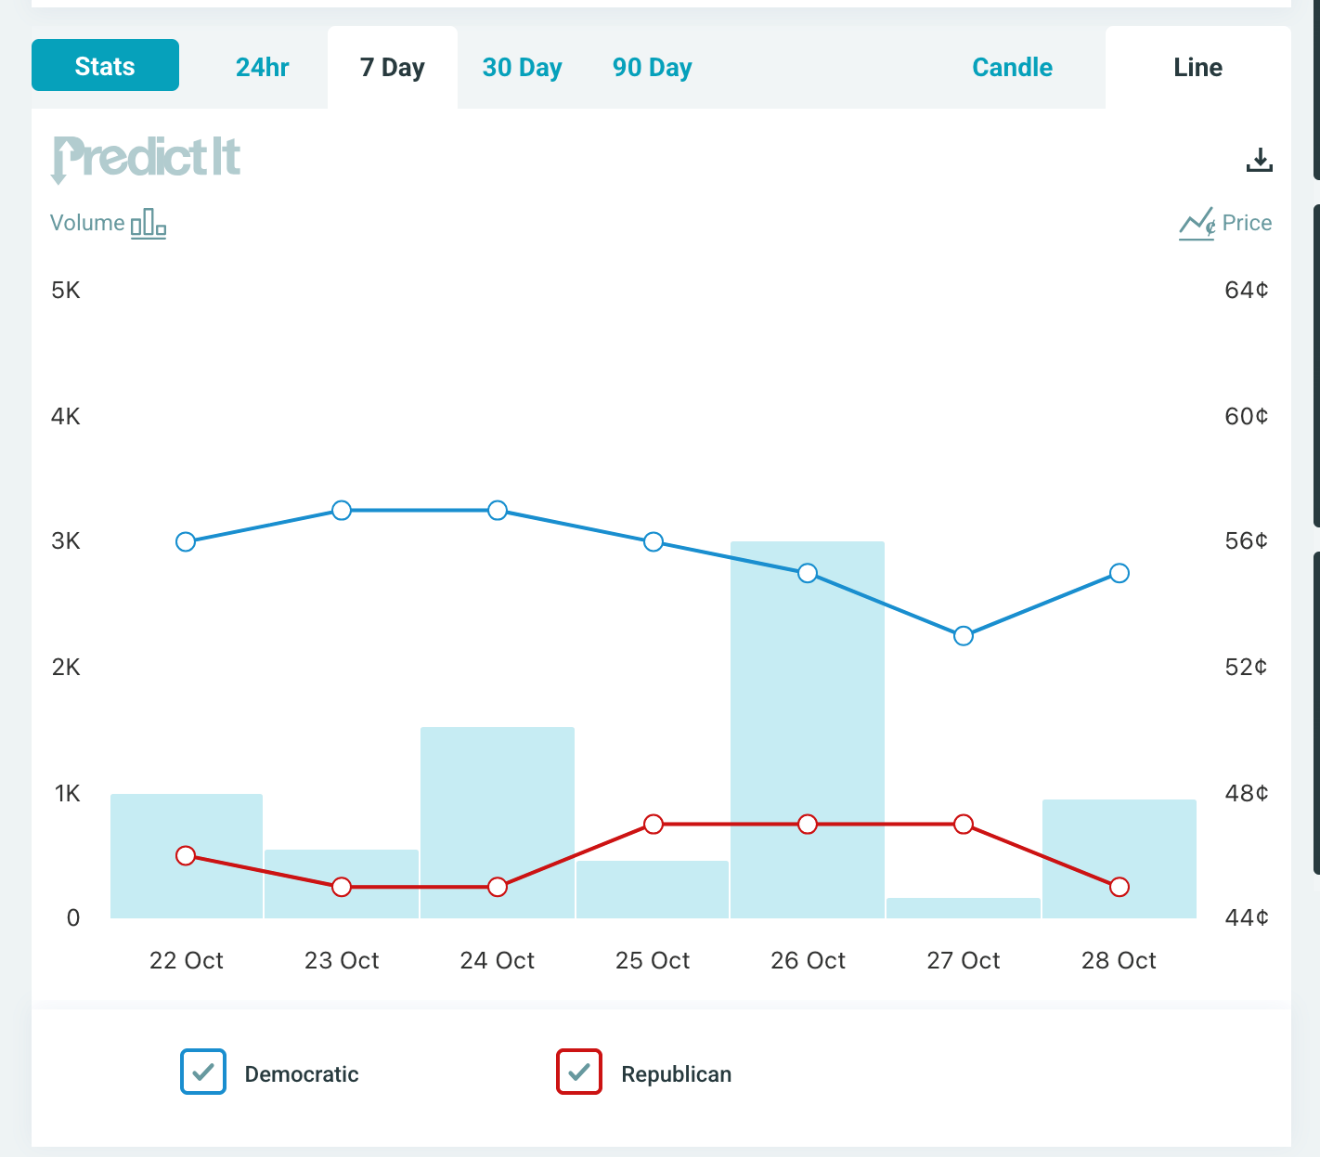 Stats 24hr 7 Day 30 Day 90 Day Candle Line
PredictIt
Volume ¢ Price
5K 64¢
4K 60¢
3K 56¢
2K 52¢
1K 48¢
0 44¢
22 Oct 23 Oct 24 Oct 25 Oct 26 Oct 27 Oct 28 Oct
Democratic Republican